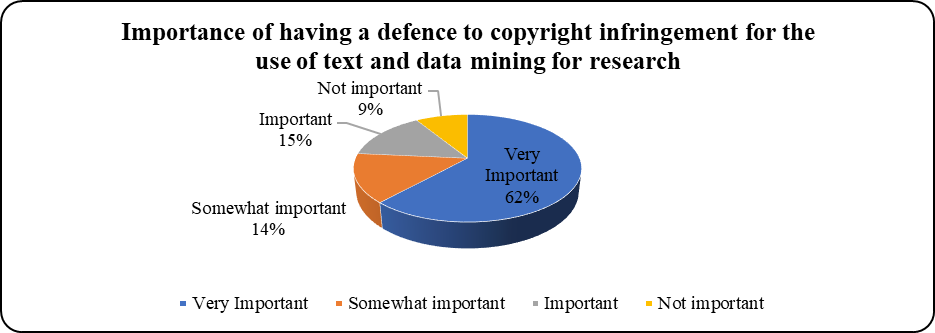 Importance of having a defence to copyright infringement for the
use of text and data mining for research
Not important
9%
Important
15%
Very
Important
62%
Somewhat important
14%
Very Important
Somewhat important
Important
Not important